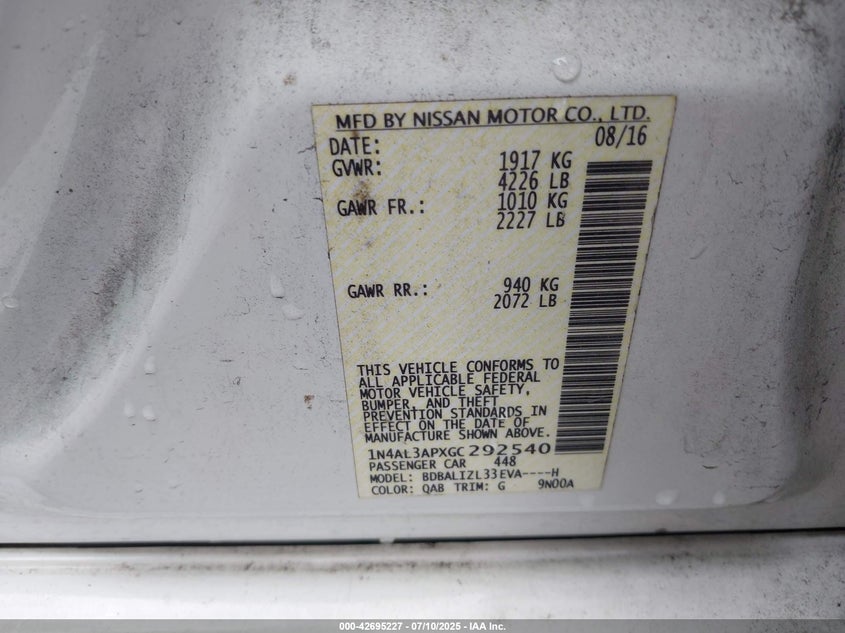 MFD BY NISSAN MOTOR CO., LTD.
DATE: 08/16
GVWR: 1917 KG
4226 LB
GAWR FR.: 1010 KG
2227 LB
GAWR RR.: 940 KG
2072 LB
THIS VEHICLE CONFORMS TO
ALL APPLICABLE FEDERAL
MOTOR VEHICLE SAFETY,
BUMPER, AND THEFT
PREVENTION STANDARDS IN
EFFECT ON THE DATE OF
MANUFACTURE SHOWN ABOVE.
1N4AL3APXGC292540
PASSENGER CAR 448
MODEL: BDBALIZL33EVA----H
COLOR: QAB TRIM: G 9N00A
000-42695227 - 07/10/2025 - IAA Inc.